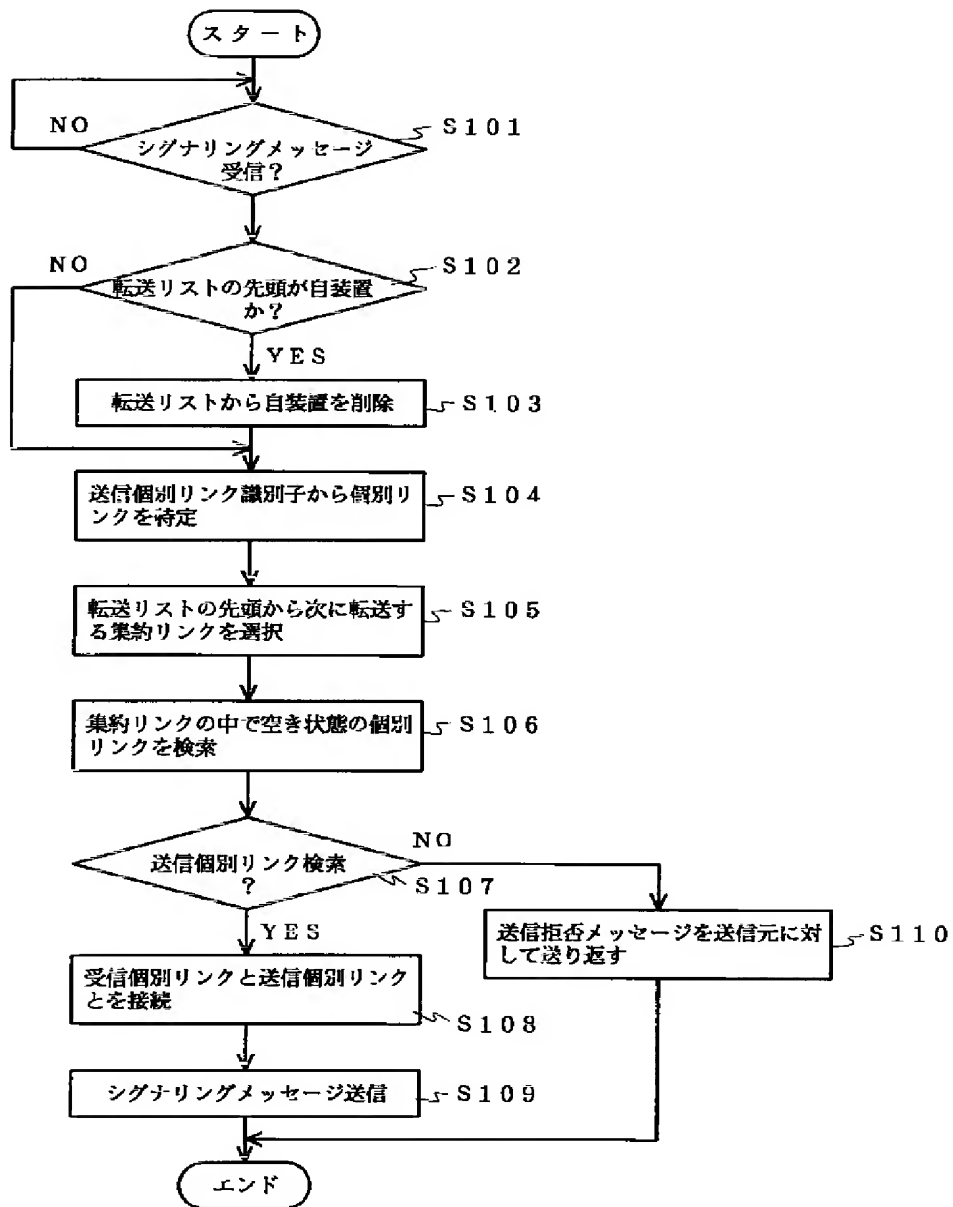 スタート
NO
S101
シグナリングメッセージ
受信？
NO
S102
転送リストの先頭が自装置
か？
YES
転送リストから自装置を削除
S103
送信個別リンク識別子から個別リ
ンクを特定
S104
転送リストの先頭から次に転送す
る集約リンクを選択
S105
集約リンクの中で空き状態の個別
リンクを検索
S106
NO
送信個別リンク検索
？
S107
YES
送信拒否メッセージを送信元に対
して送り返す
S110
受信個別リンクと送信個別リンク
とを接続
S108
シグナリングメッセージ送信
S109
エンド